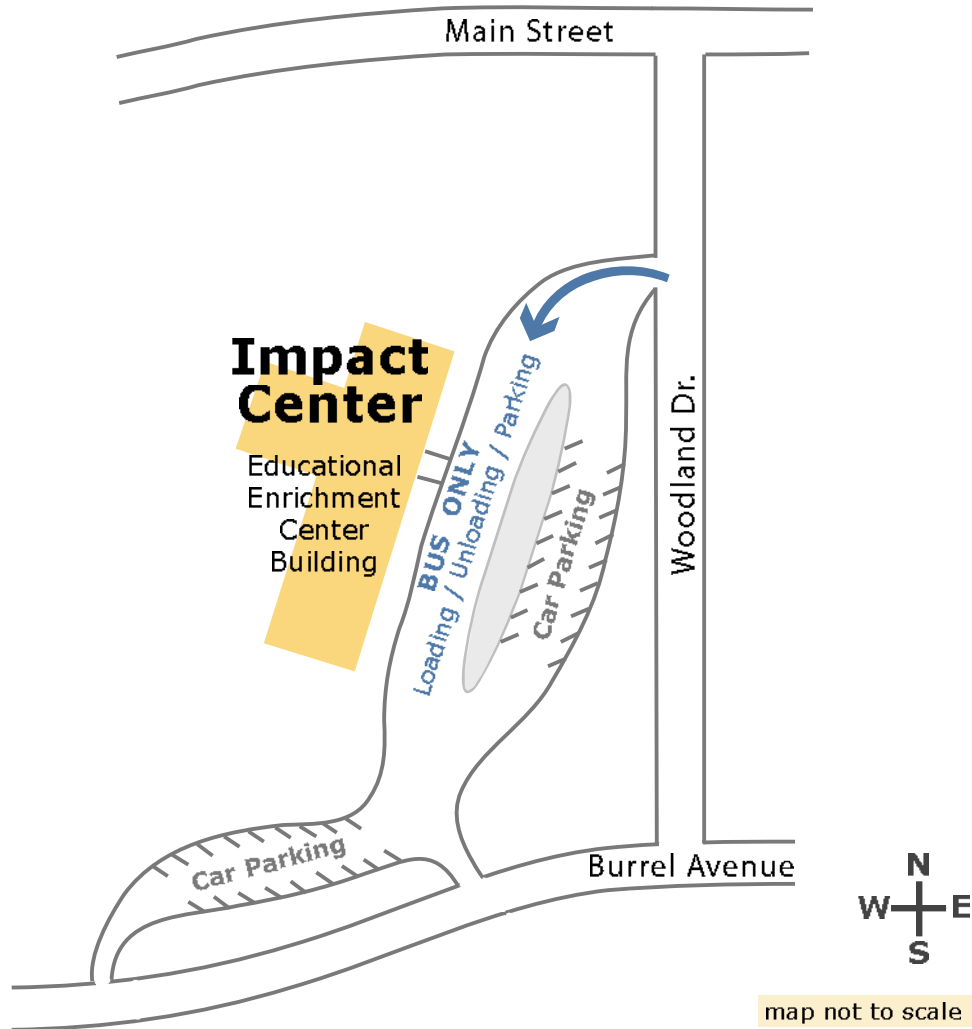 Main Street
Impact
Center
Educational
Enrichment
Center
Building
BUS ONLY
Loading / Unloading / Parking
Car Parking
Woodland Dr.
Car Parking
Burrel Avenue
N
W E
S
map not to scale